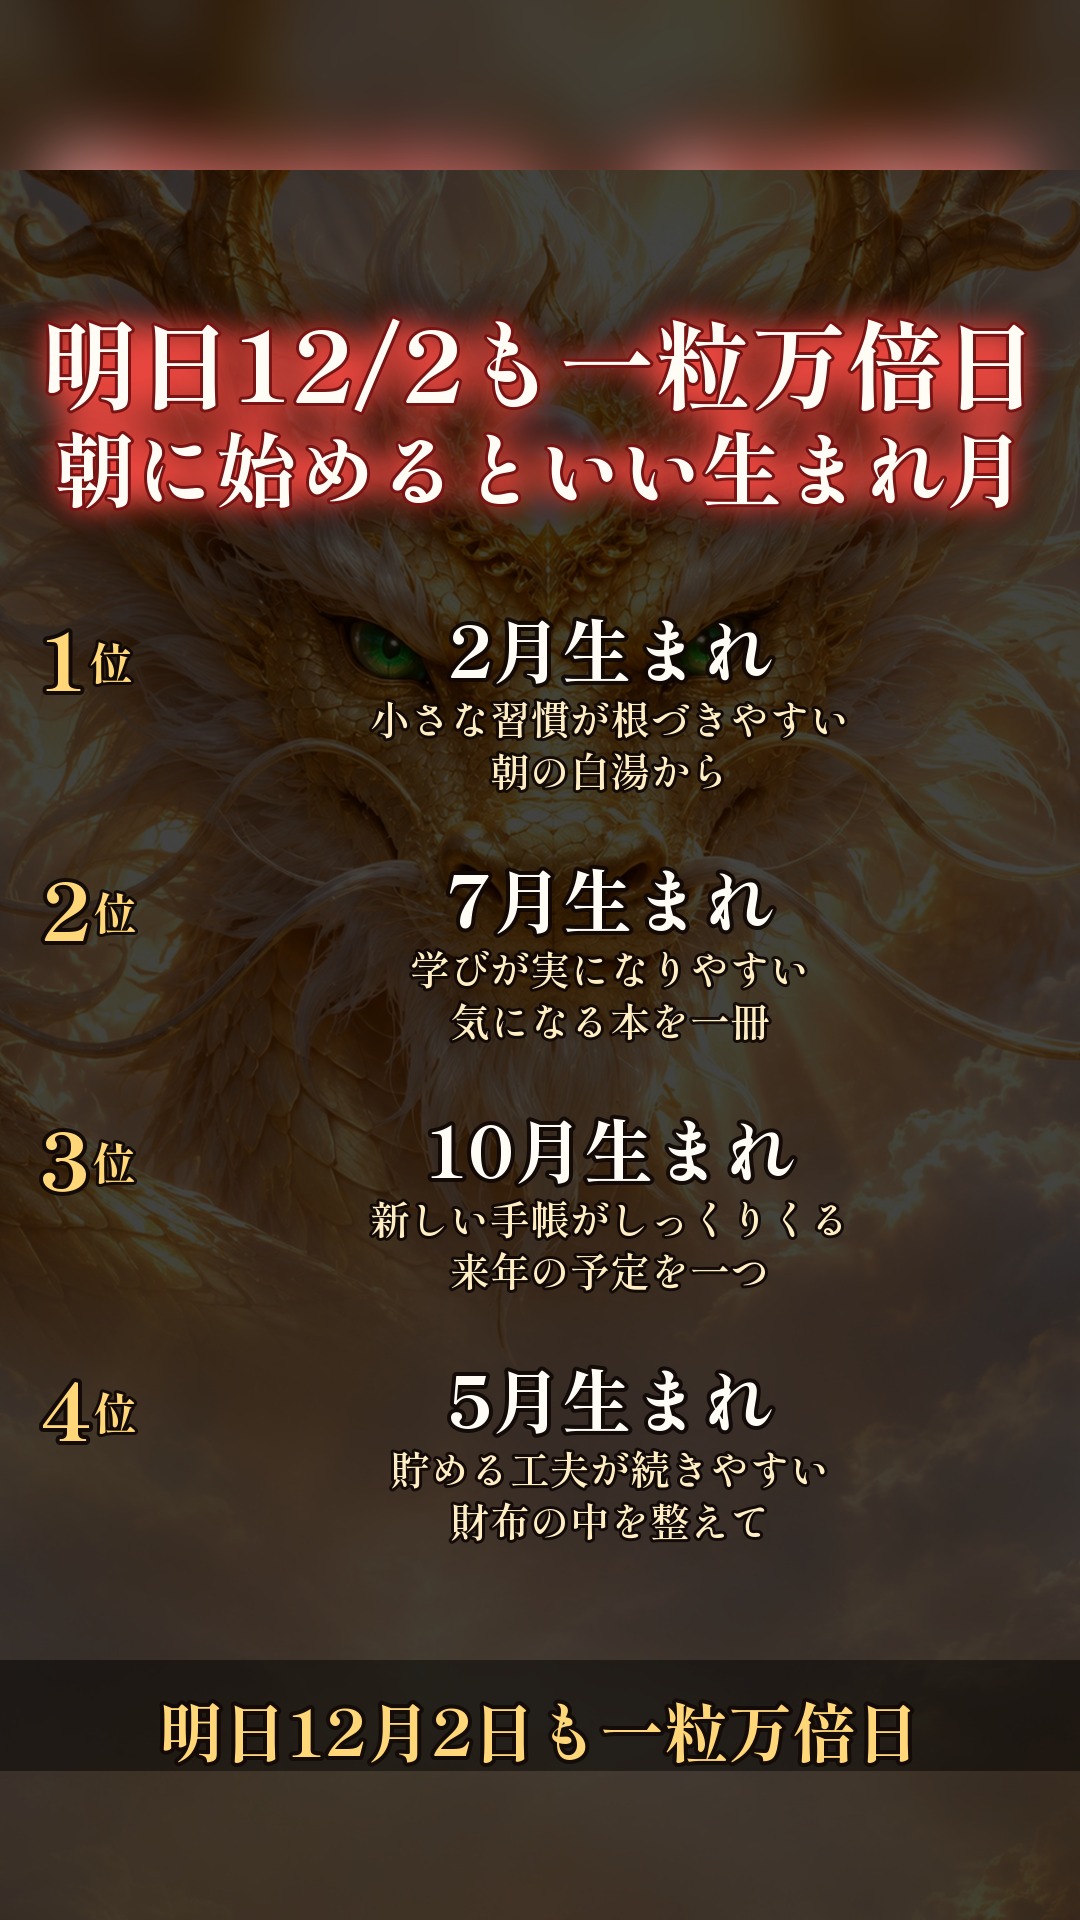 明日12/2も一粒万倍日
朝に始めるといい生まれ月
1位
2月生まれ
小さな習慣が根づきやすい
朝の白湯から
2位
7月生まれ
学びが実になりやすい
気になる本を一冊
3位
10月生まれ
新しい手帳がしっくりくる
来年の予定を一つ
4位
5月生まれ
貯める工夫が続きやすい
財布の中を整えて
明日12月2日も一粒万倍日